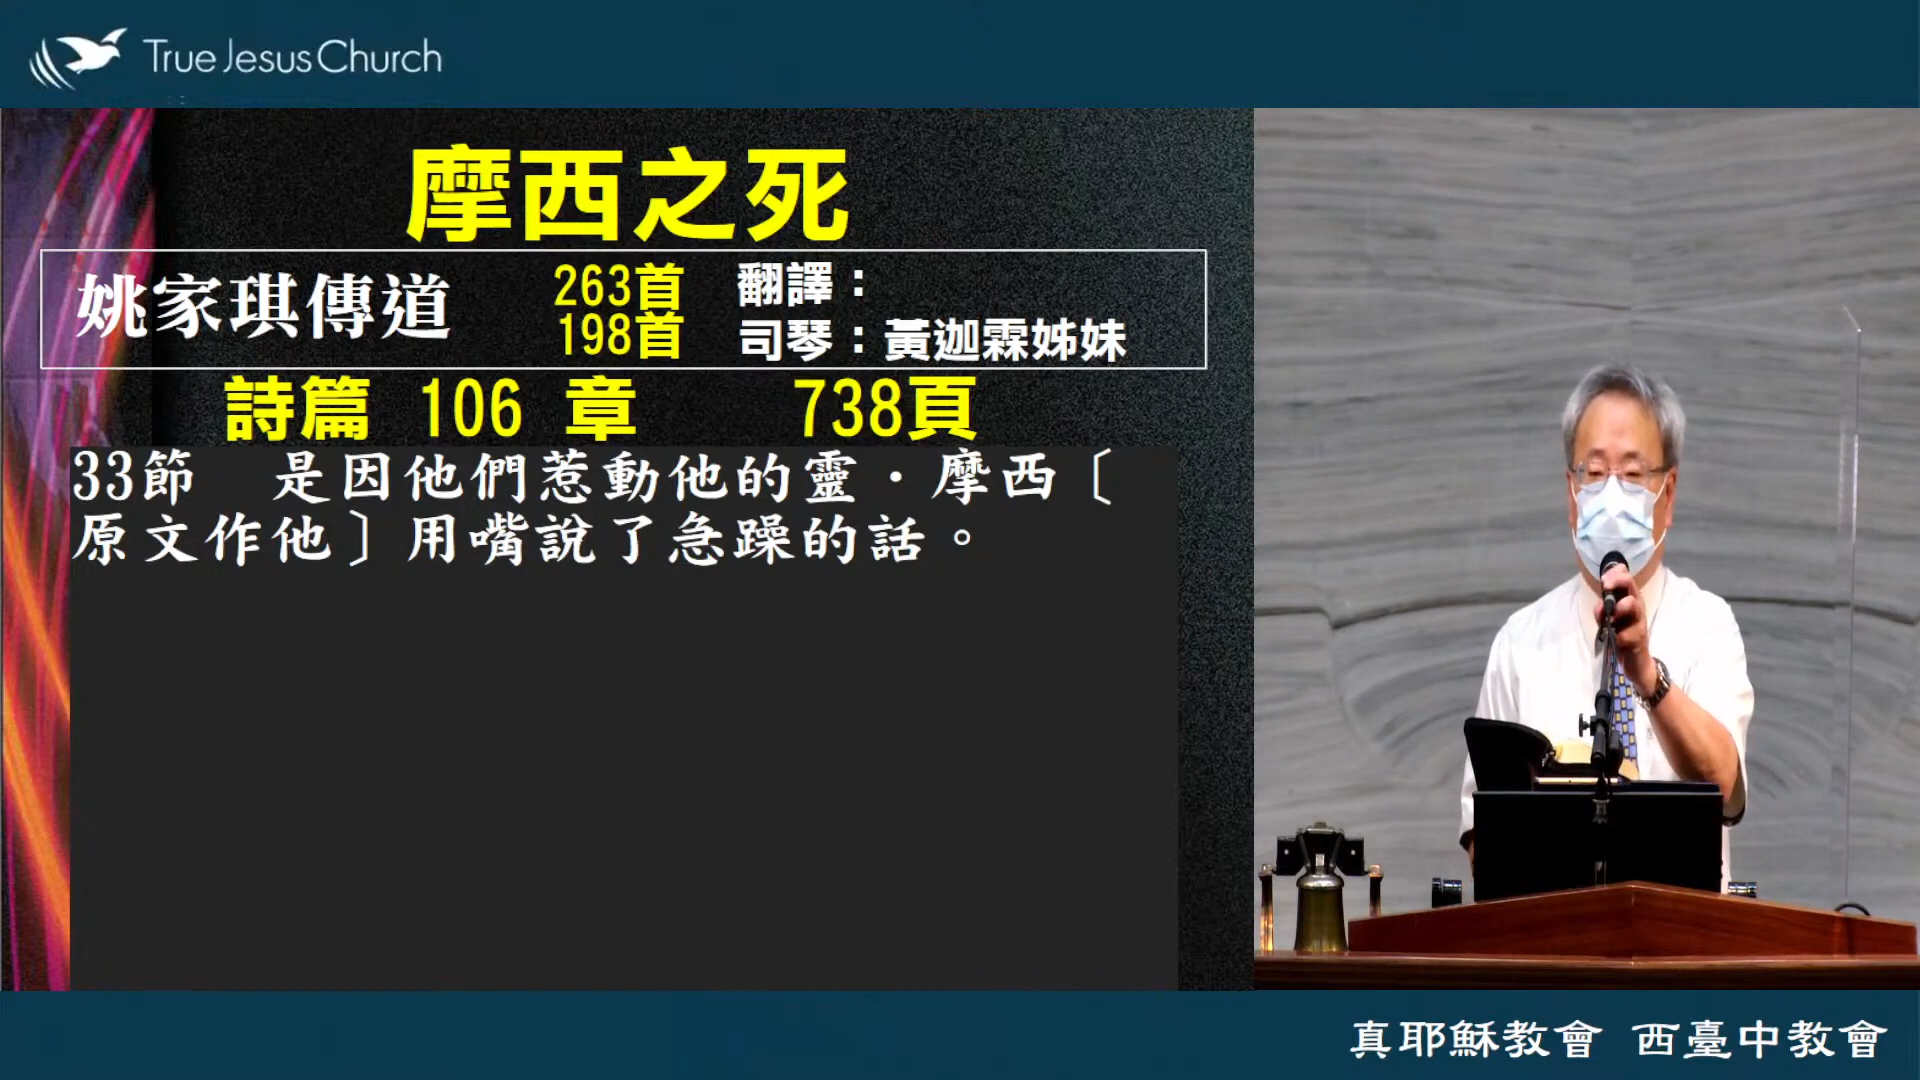 True Jesus Church
摩西之死
姚家琪傳道
263首
198首
翻譯：
司琴：黃迦霖姊妹
詩篇 106 章 738頁
33節 是因他們惹動他的靈．摩西〔
原文作他〕用嘴說了急躁的話。
真耶穌教會 西臺中教會